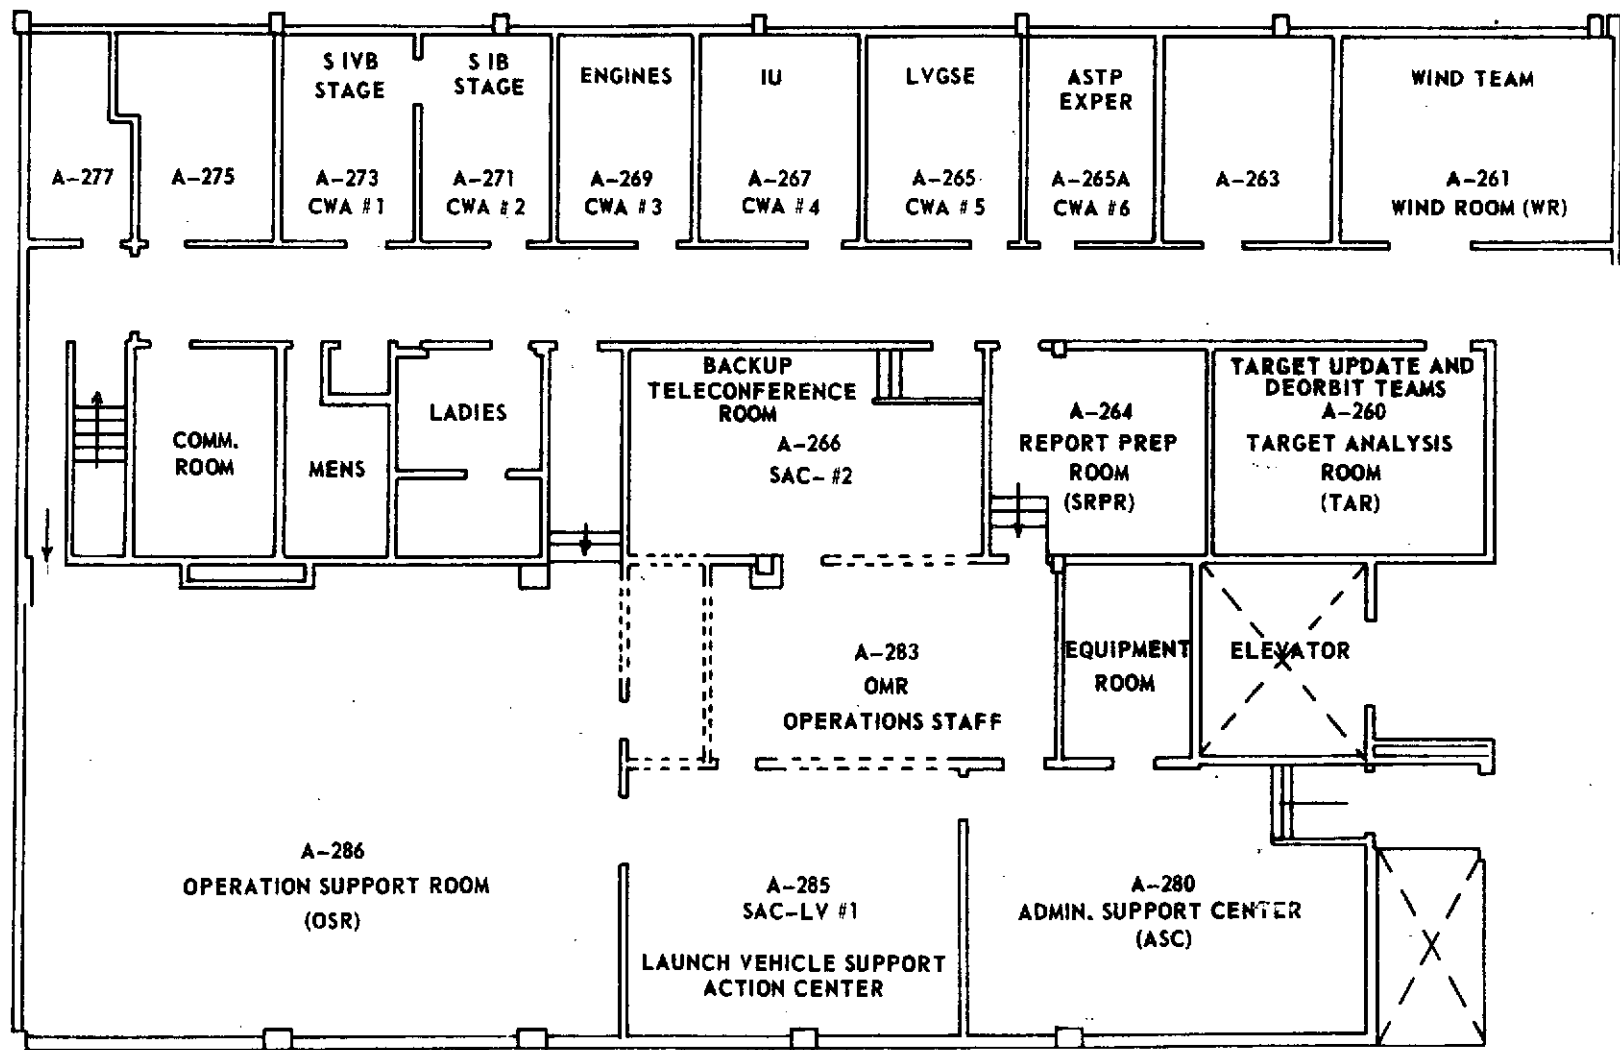 S IVB
STAGE
S IB
STAGE
ENGINES
IU
LVGSE
ASTP
EXPER
WIND TEAM
A-277
A-275
A-273
CWA #1
A-271
CWA #2
A-269
CWA #3
A-267
CWA #4
A-265
CWA #5
A-265A
CWA #6
A-263
A-261
WIND ROOM (WR)
COMM.
ROOM
MENS
LADIES
BACKUP
TELECONFERENCE
ROOM
A-266
SAC- #2
A-264
REPORT PREP
ROOM
(SRPR)
TARGET UPDATE AND
DEORBIT TEAMS
A-260
TARGET ANALYSIS
ROOM
(TAR)
A-283
OMR
OPERATIONS STAFF
EQUIPMENT
ROOM
ELEVATOR
A-286
OPERATION SUPPORT ROOM
(OSR)
A-285
SAC-LV #1
LAUNCH VEHICLE SUPPORT
ACTION CENTER
A-280
ADMIN. SUPPORT CENTER
(ASC)